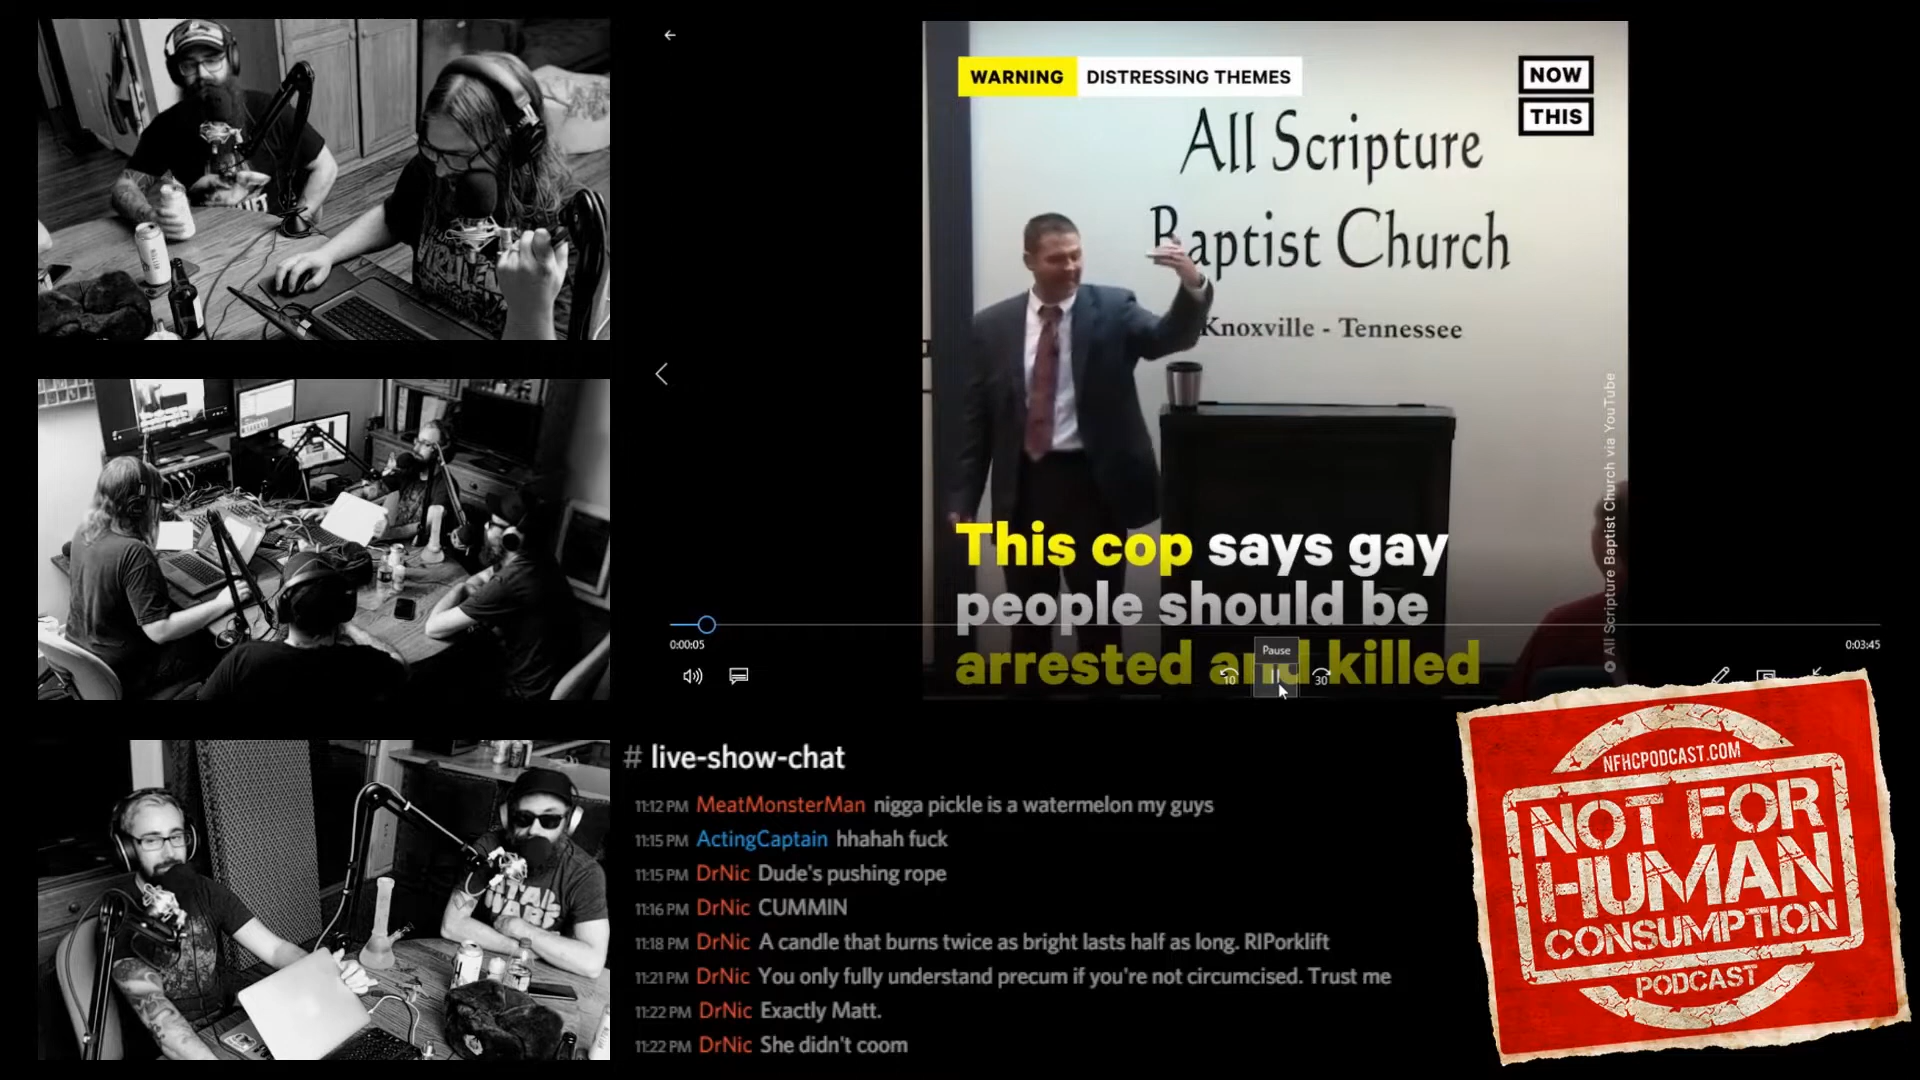 WARNING DISTRESSING THEMES
NOW
THIS
All Scripture
Baptist Church
Knoxville - Tennessee
All Scripture Baptist Church via YouTube
This cop says gay
people should be
arrested and killed
0:00:05
0:03:45
Pause
10
30
# live-show-chat
11:12 PM MeatMonsterMan nigga pickle is a watermelon my guys
11:15 PM ActingCaptain hhahah fuck
11:15 PM DrNic Dude's pushing rope
11:16 PM DrNic CUMMIN
11:18 PM DrNic A candle that burns twice as bright lasts half as long. RIPorklift
11:21 PM DrNic You only fully understand precum if you're not circumcised. Trust me
11:22 PM DrNic Exactly Matt.
11:22 PM DrNic She didn't coom
NFHCPODCAST.COM
NOT FOR
HUMAN
CONSUMPTION
PODCAST